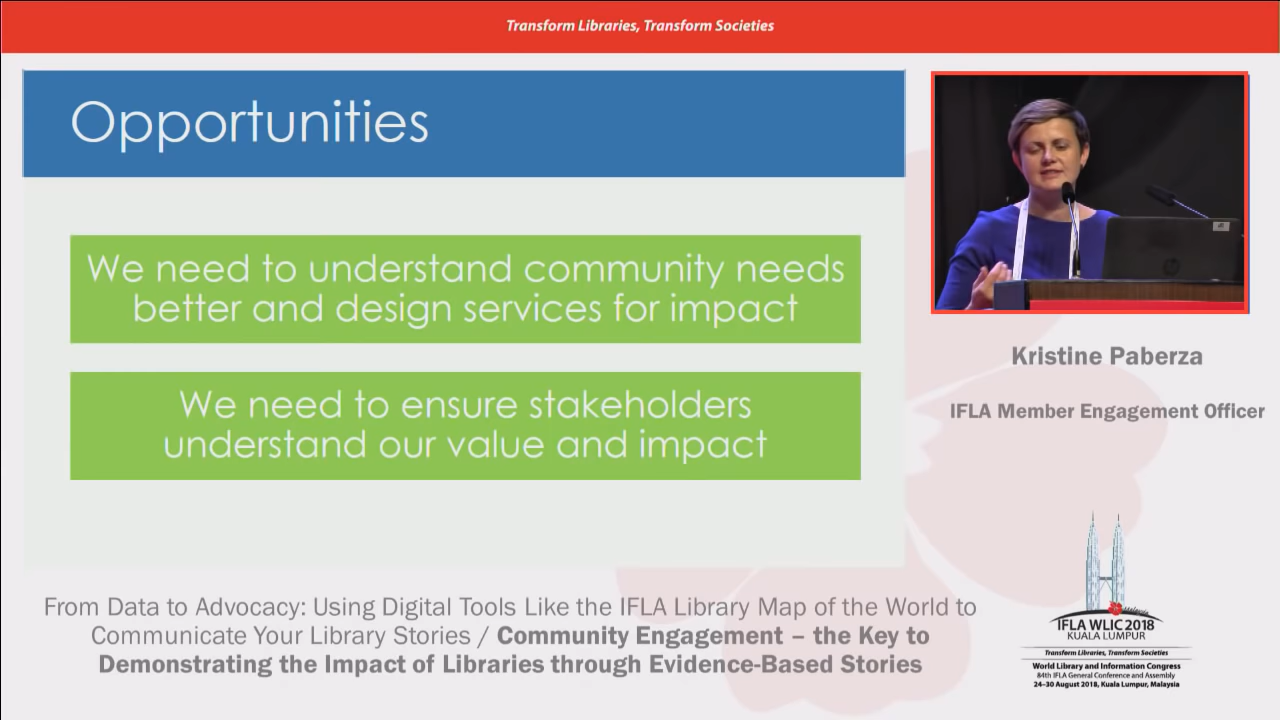 Transform Libraries, Transform Societies
Opportunities
We need to understand community needs
better and design services for impact
We need to ensure stakeholders
understand our value and impact
Kristine Paberza
IFLA Member Engagement Officer
From Data to Advocacy: Using Digital Tools Like the IFLA Library Map of the World to
Communicate Your Library Stories / Community Engagement – the Key to
Demonstrating the Impact of Libraries through Evidence-Based Stories
IFLA WLIC 2018
KUALA LUMPUR
Transform Libraries, Transform Societies
World Library and Information Congress
84th IFLA General Conference and Assembly
24–30 August 2018, Kuala Lumpur, Malaysia